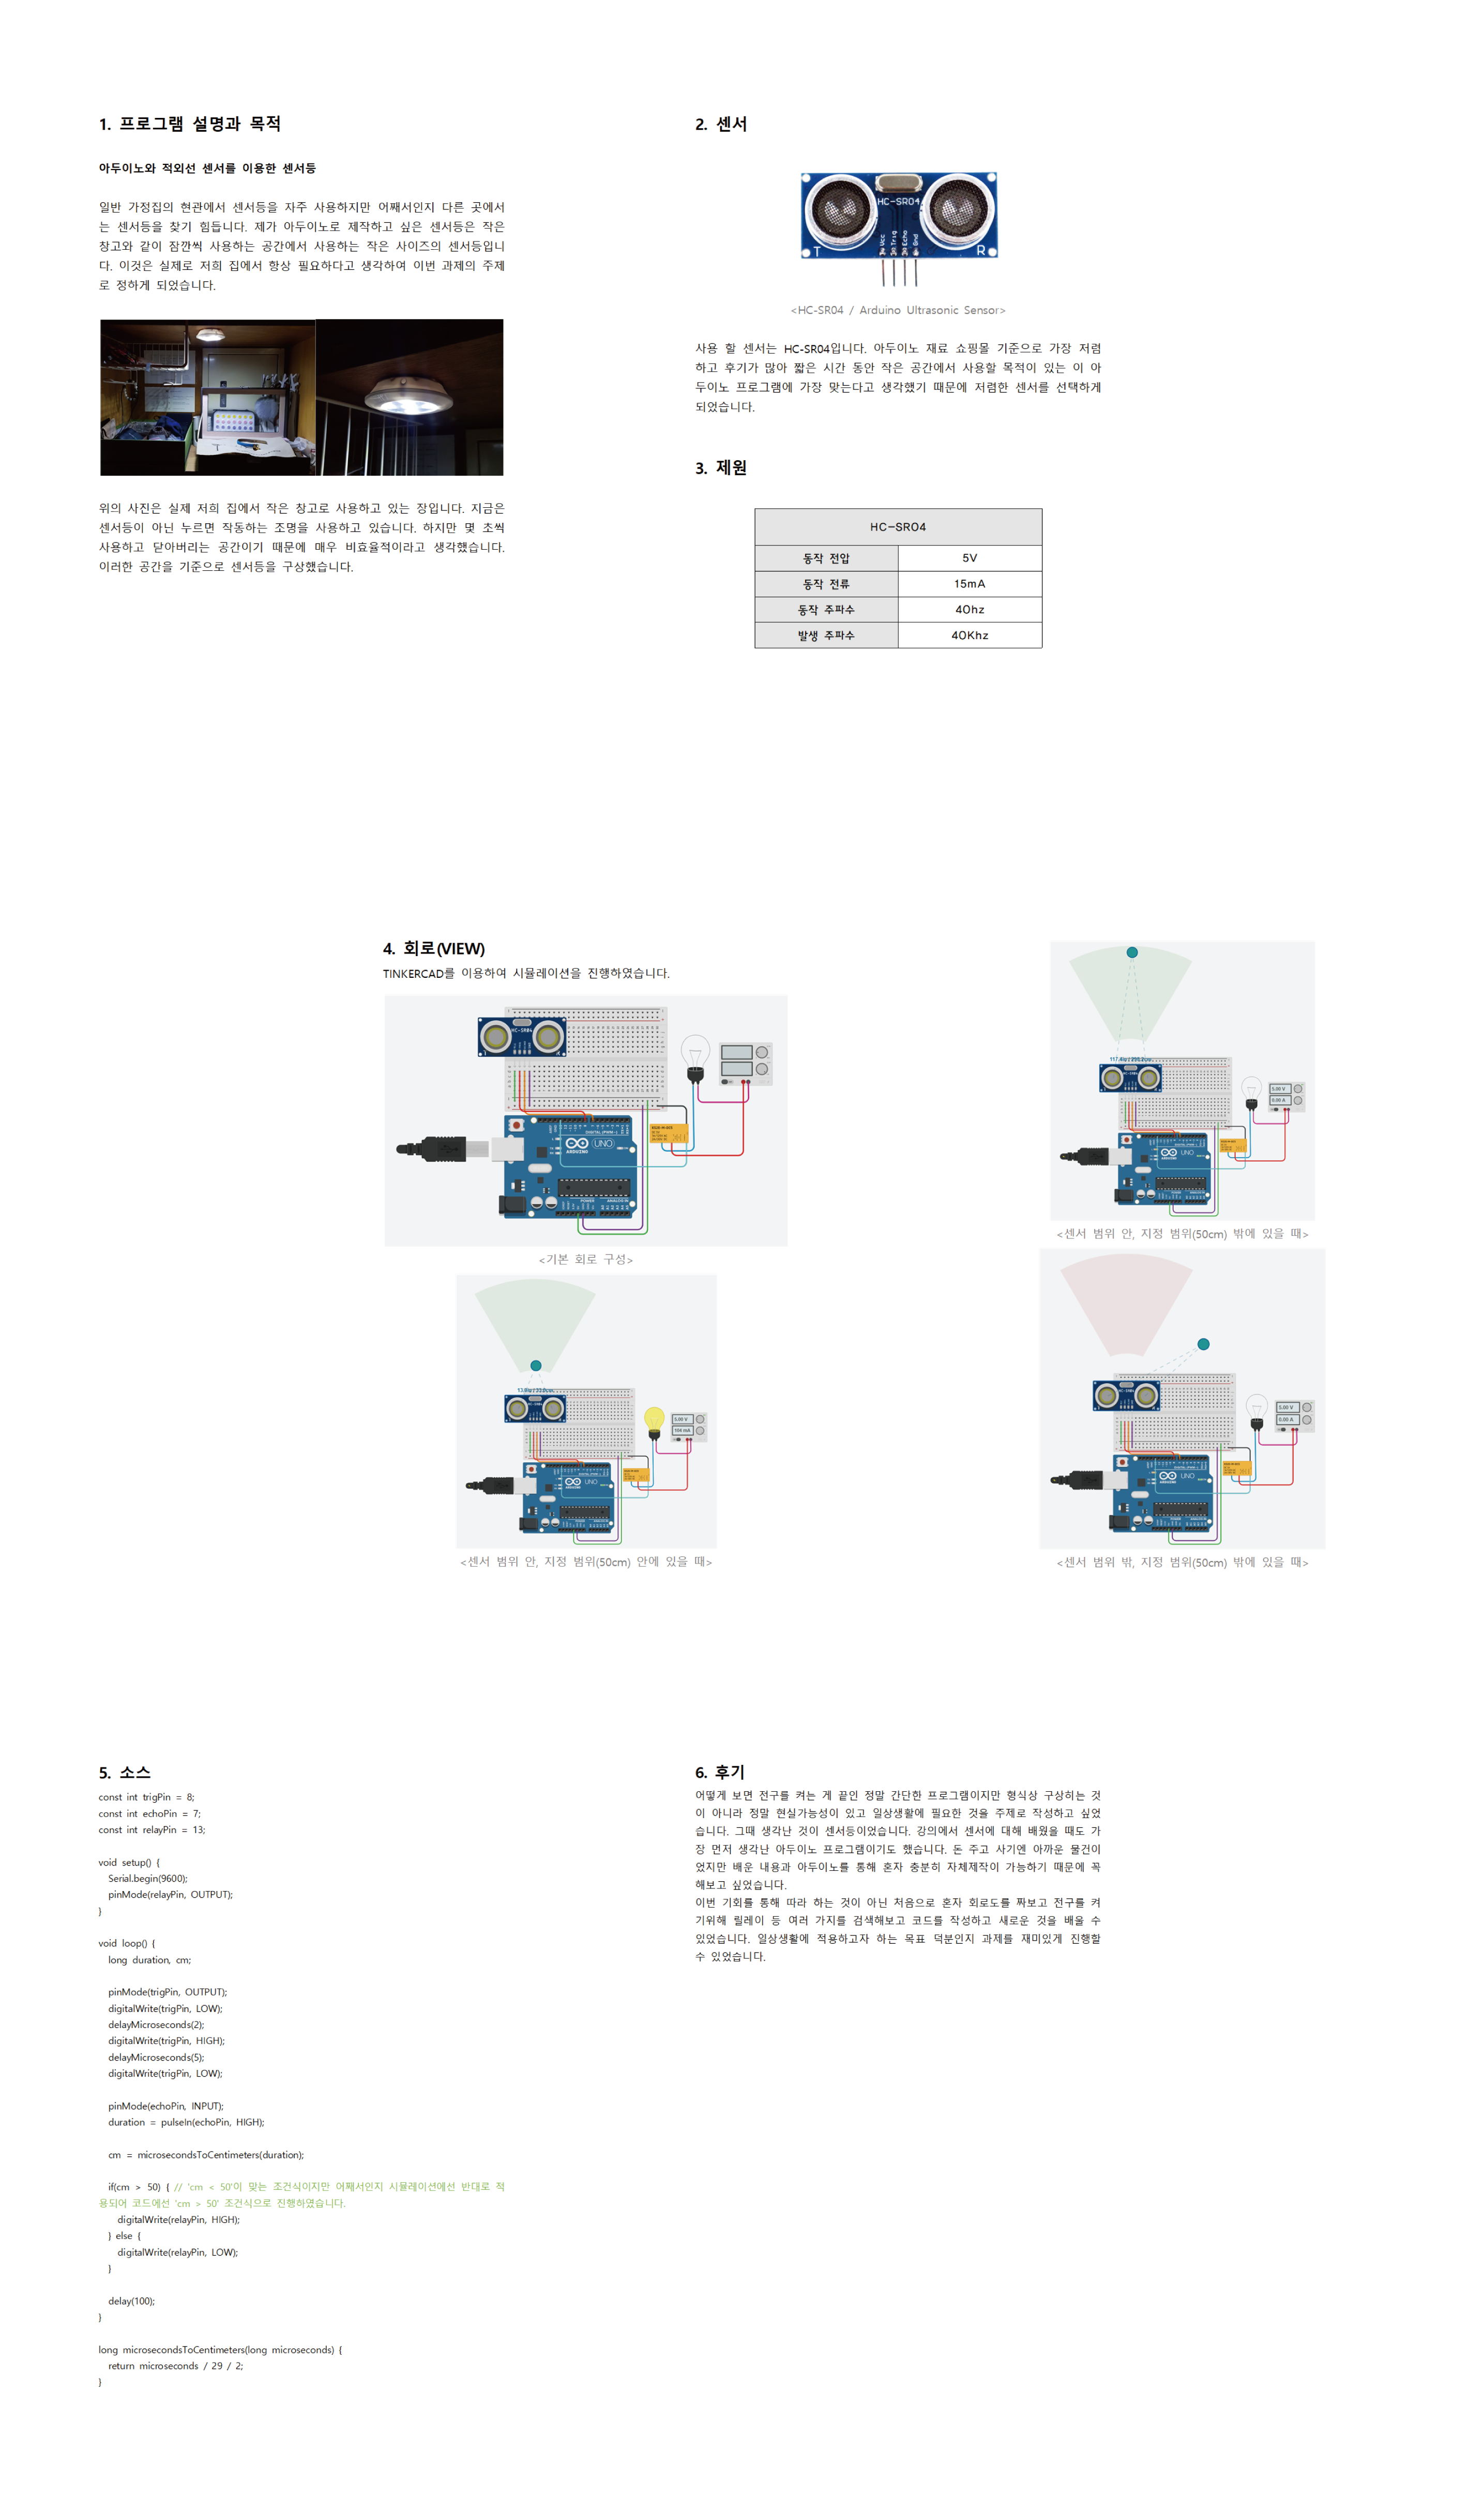 1. 프로그램 설명과 목적
아두이노와 적외선 센서를 이용한 센서등
일반 가정집의 현관에서 센서등을 자주 사용하지만 어째서인지 다른 곳에서
는 센서등을 찾기 힘듭니다. 제가 아두이노로 제작하고 싶은 센서등은 작은
창고와 같이 잠깐씩 사용하는 공간에서 사용하는 작은 사이즈의 센서등입니
다. 이것은 실제로 저희 집에서 항상 필요하다고 생각하여 이번 과제의 주제
로 정하게 되었습니다.
위의 사진은 실제 저희 집에서 작은 창고로 사용하고 있는 장입니다. 지금은
센서등이 아닌 누르면 작동하는 조명을 사용하고 있습니다. 하지만 몇 초씩
사용하고 닫아버리는 공간이기 때문에 매우 비효율적이라고 생각했습니다.
이러한 공간을 기준으로 센서등을 구상했습니다.
2. 센서
HC-SR04
Vcc
Trig
Echo
Gnd
T
R
<HC-SR04 / Arduino Ultrasonic Sensor>
사용 할 센서는 HC-SR04입니다. 아두이노 재료 쇼핑몰 기준으로 가장 저렴
하고 후기가 많아 짧은 시간 동안 작은 공간에서 사용할 목적이 있는 이 아
두이노 프로그램에 가장 맞는다고 생각했기 때문에 저렴한 센서를 선택하게
되었습니다.
3. 제원
HC-SR04
동작 전압 5V
동작 전류 15mA
동작 주파수 40hz
발생 주파수 40Khz
4. 회로(VIEW)
TINKERCAD를 이용하여 시뮬레이션을 진행하였습니다.
HC-SR04
DIGITAL (PWM~)
UNO
ARDUINO
POWER
ANALOG IN
<기본 회로 구성>
5.00 V
104 mA
UNO
<센서 범위 안, 지정 범위(50cm) 안에 있을 때>
5.00 V
0.00 A
UNO
<센서 범위 안, 지정 범위(50cm) 밖에 있을 때>
5.00 V
0.00 A
UNO
<센서 범위 밖, 지정 범위(50cm) 밖에 있을 때>
5. 소스
const int trigPin = 8;
const int echoPin = 7;
const int relayPin = 13;
void setup() {
Serial.begin(9600);
pinMode(relayPin, OUTPUT);
}
void loop() {
long duration, cm;
pinMode(trigPin, OUTPUT);
digitalWrite(trigPin, LOW);
delayMicroseconds(2);
digitalWrite(trigPin, HIGH);
delayMicroseconds(5);
digitalWrite(trigPin, LOW);
pinMode(echoPin, INPUT);
duration = pulseIn(echoPin, HIGH);
cm = microsecondsToCentimeters(duration);
if(cm > 50) { // 'cm < 50'이 맞는 조건식이지만 어째서인지 시뮬레이션에선 반대로 적
용되어 코드에선 'cm > 50' 조건식으로 진행하였습니다.
digitalWrite(relayPin, HIGH);
} else {
digitalWrite(relayPin, LOW);
}
delay(100);
}
long microsecondsToCentimeters(long microseconds) {
return microseconds / 29 / 2;
}
6. 후기
어떻게 보면 전구를 켜는 게 끝인 정말 간단한 프로그램이지만 형식상 구상하는 것
이 아니라 정말 현실가능성이 있고 일상생활에 필요한 것을 주제로 작성하고 싶었
습니다. 그때 생각난 것이 센서등이었습니다. 강의에서 센서에 대해 배웠을 때도 가
장 먼저 생각난 아두이노 프로그램이기도 했습니다. 돈 주고 사기엔 아까운 물건이
었지만 배운 내용과 아두이노를 통해 혼자 충분히 자체제작이 가능하기 때문에 꼭
해보고 싶었습니다.
이번 기회를 통해 따라 하는 것이 아닌 처음으로 혼자 회로도를 짜보고 전구를 켜
기위해 릴레이 등 여러 가지를 검색해보고 코드를 작성하고 새로운 것을 배울 수
있었습니다. 일상생활에 적용하고자 하는 목표 덕분인지 과제를 재미있게 진행할
수 있었습니다.